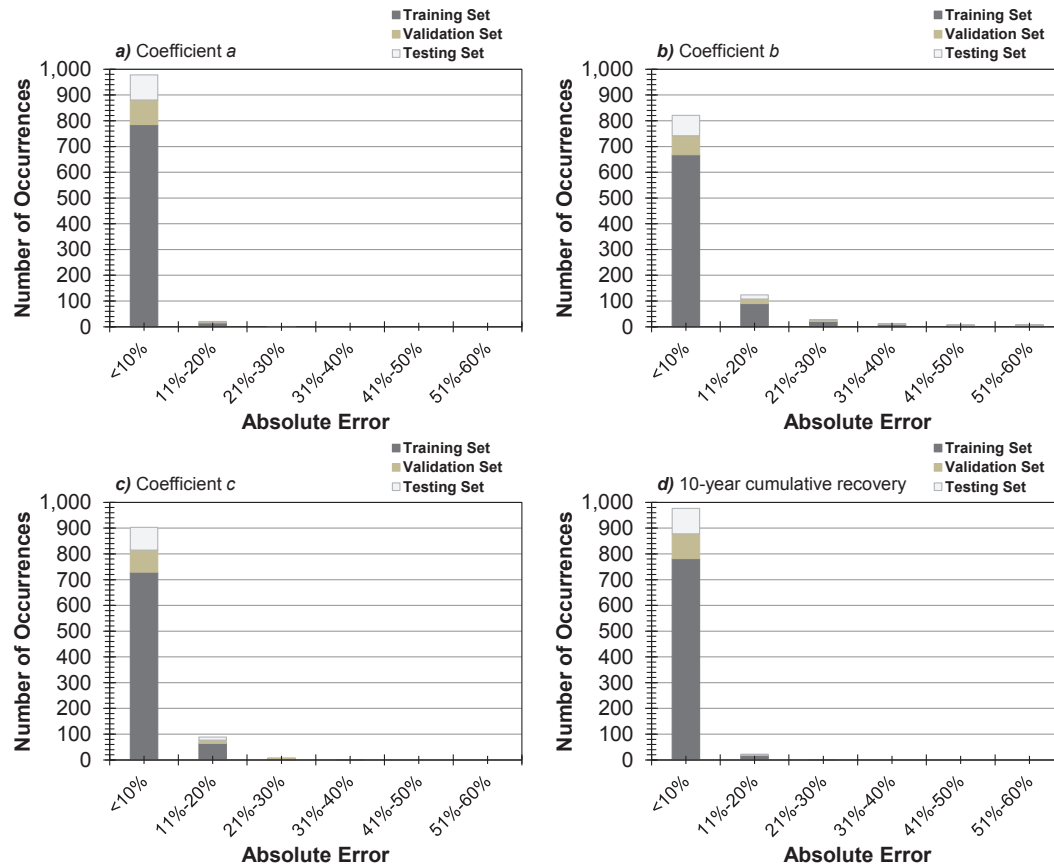 Training Set
Validation Set
Testing Set
a) Coefficient a
Number of Occurrences
1,000
900
800
700
600
500
400
300
200
100
0
<10%
11%-20%
21%-30%
31%-40%
41%-50%
51%-60%
Absolute Error
Training Set
Validation Set
Testing Set
b) Coefficient b
Number of Occurrences
1,000
900
800
700
600
500
400
300
200
100
0
<10%
11%-20%
21%-30%
31%-40%
41%-50%
51%-60%
Absolute Error
Training Set
Validation Set
Testing Set
c) Coefficient c
Number of Occurrences
1,000
900
800
700
600
500
400
300
200
100
0
<10%
11%-20%
21%-30%
31%-40%
41%-50%
51%-60%
Absolute Error
Training Set
Validation Set
Testing Set
d) 10-year cumulative recovery
Number of Occurrences
1,000
900
800
700
600
500
400
300
200
100
0
<10%
11%-20%
21%-30%
31%-40%
41%-50%
51%-60%
Absolute Error